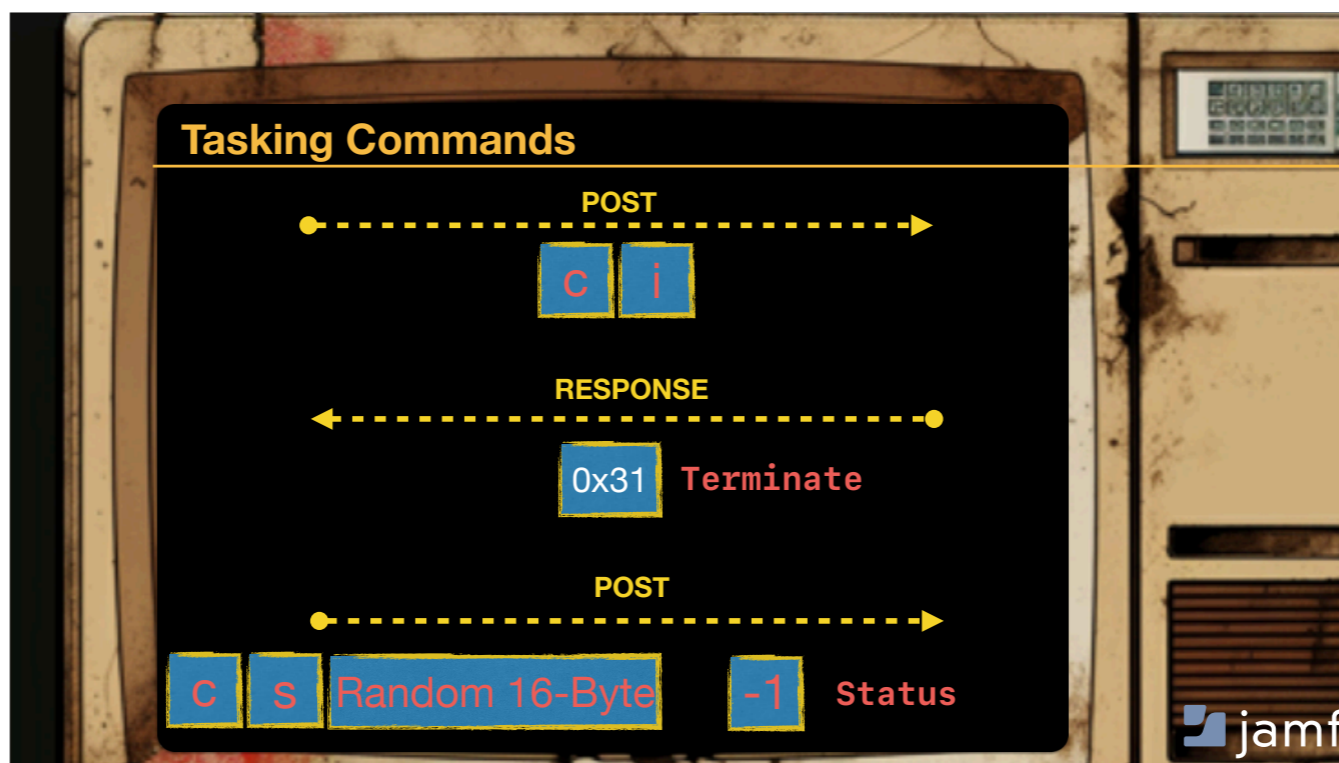 Tasking Commands
POST
c i
RESPONSE
0x31 Terminate
POST
c s Random 16-Byte -1 Status
jamf